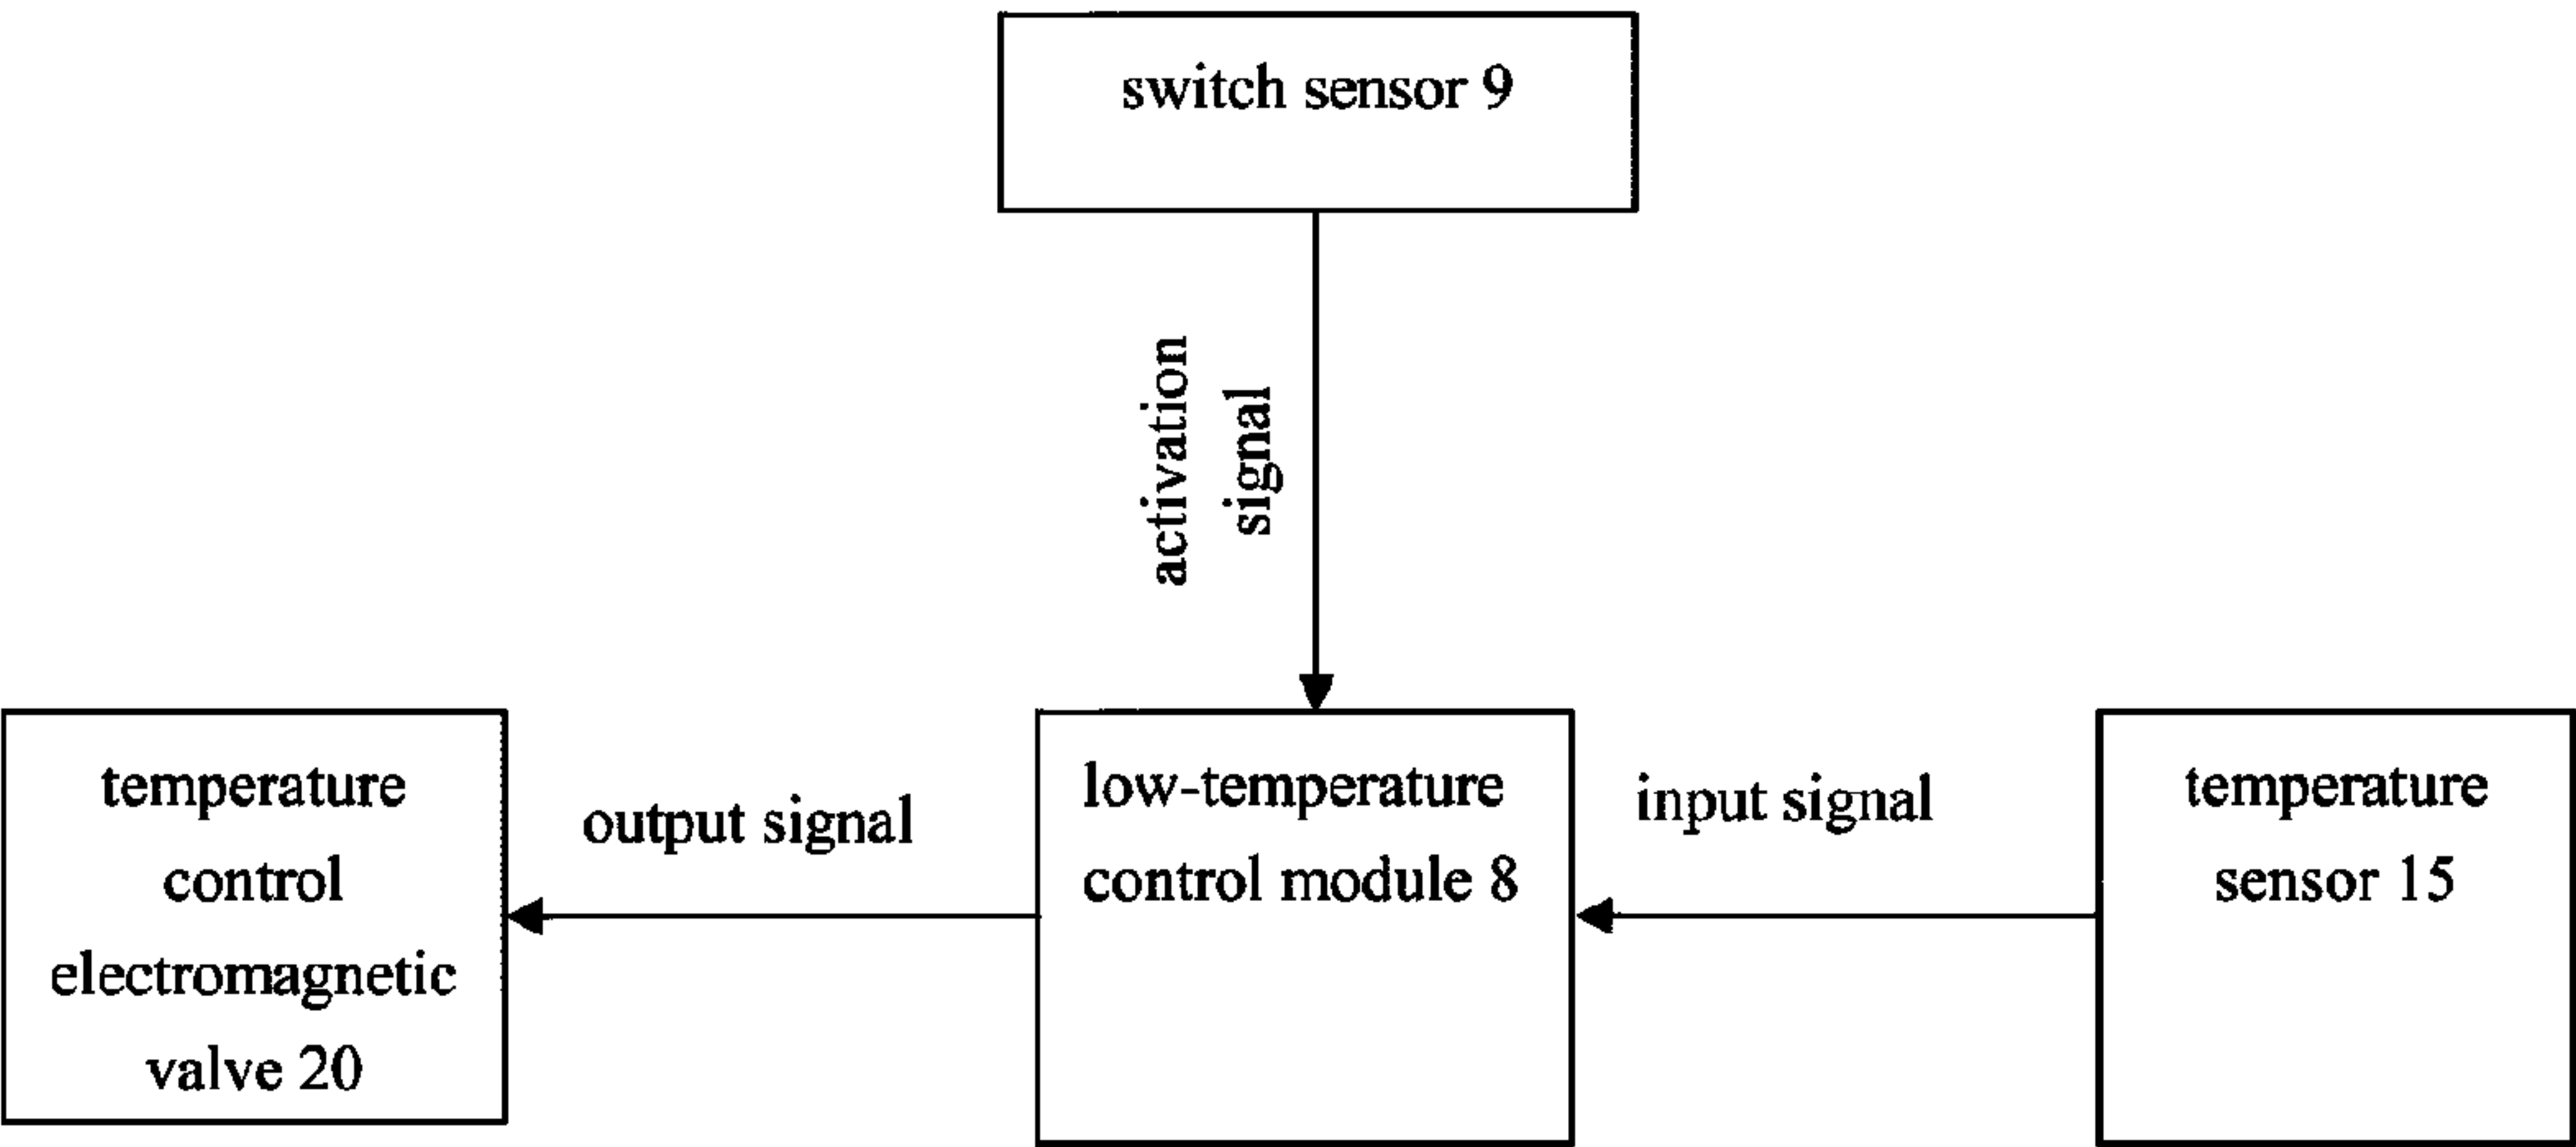 switch sensor 9
activation
signal
temperature
control
electromagnetic
valve 20
output signal
low-temperature
control module 8
input signal
temperature
sensor 15